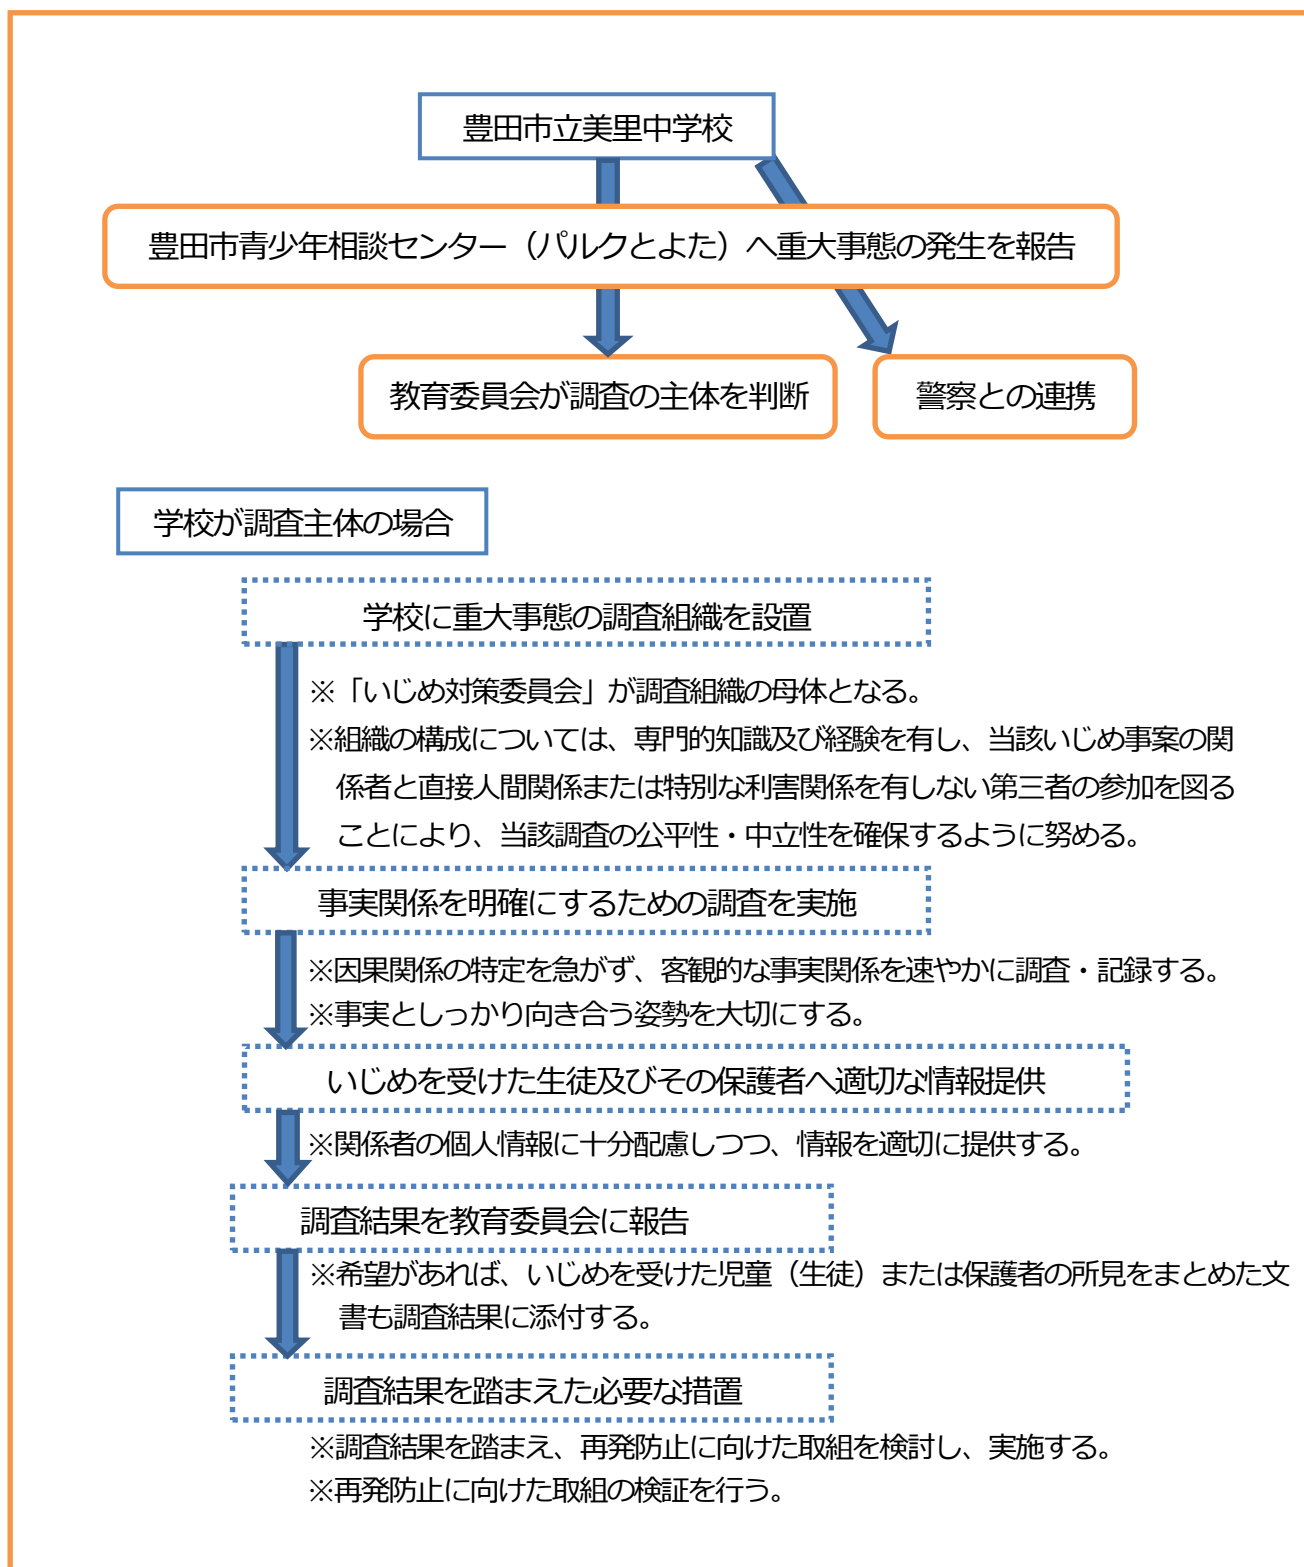 豊田市立美里中学校
豊田市青少年相談センター（パルクとよた）へ重大事態の発生を報告
教育委員会が調査の主体を判断
警察との連携
学校が調査主体の場合
学校に重大事態の調査組織を設置
※「いじめ対策委員会」が調査組織の母体となる。
※組織の構成については、専門的知識及び経験を有し、当該いじめ事案の関
係者と直接人間関係または特別な利害関係を有しない第三者の参加を図る
ことにより、当該調査の公平性・中立性を確保するように努める。
事実関係を明確にするための調査を実施
※因果関係の特定を急がず、客観的な事実関係を速やかに調査・記録する。
※事実としっかり向き合う姿勢を大切にする。
いじめを受けた生徒及びその保護者へ適切な情報提供
※関係者の個人情報に十分配慮しつつ、情報を適切に提供する。
調査結果を教育委員会に報告
※希望があれば、いじめを受けた児童（生徒）または保護者の所見をまとめた文
書も調査結果に添付する。
調査結果を踏まえた必要な措置
※調査結果を踏まえ、再発防止に向けた取組を検討し、実施する。
※再発防止に向けた取組の検証を行う。